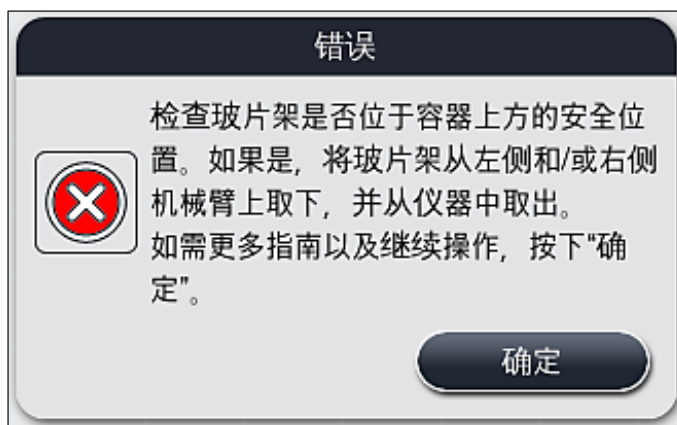 错误
检查玻片架是否位于容器上方的安全位
置。如果是，将玻片架从左侧和/或右侧
机械臂上取下，并从仪器中取出。
如需更多指南以及继续操作，按下“确
定”。
确定